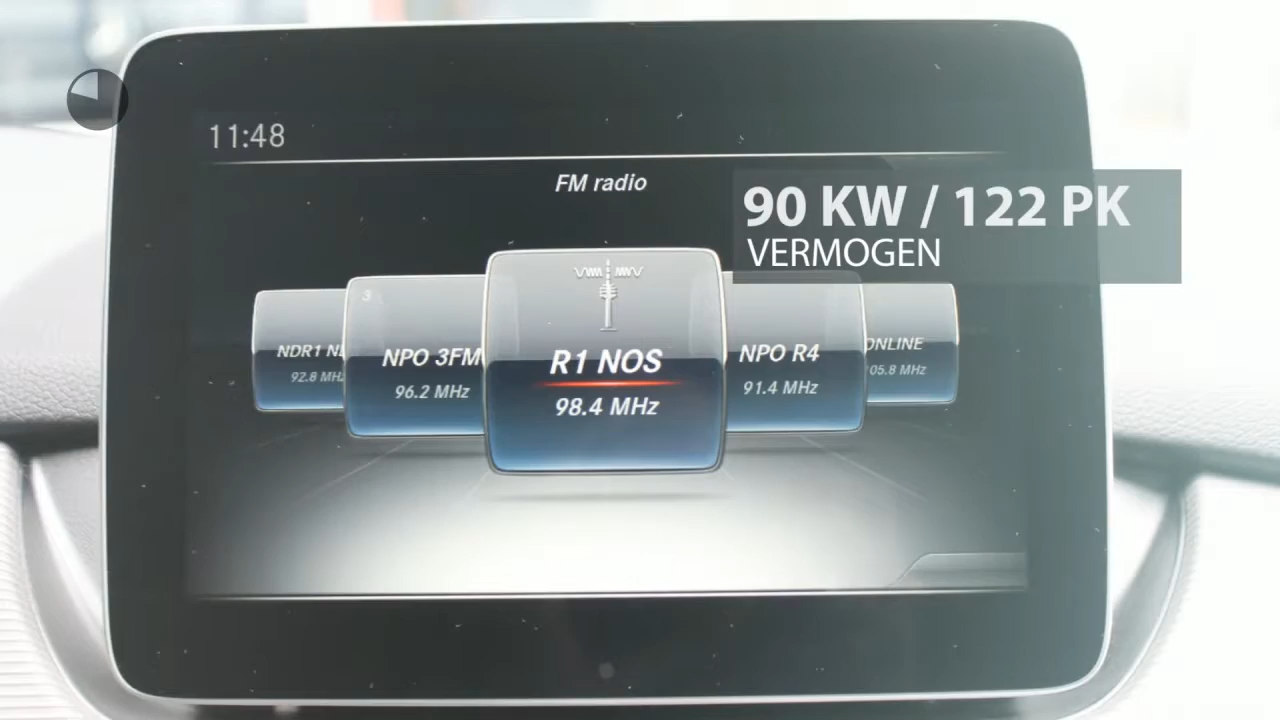 11:48
FM radio
90 KW / 122 PK
VERMOGEN
3
NDR1
92.8 MHz
NPO 3FM
96.2 MHz
R1 NOS
98.4 MHz
NPO R4
91.4 MHz
ONLINE
05.8 MHz